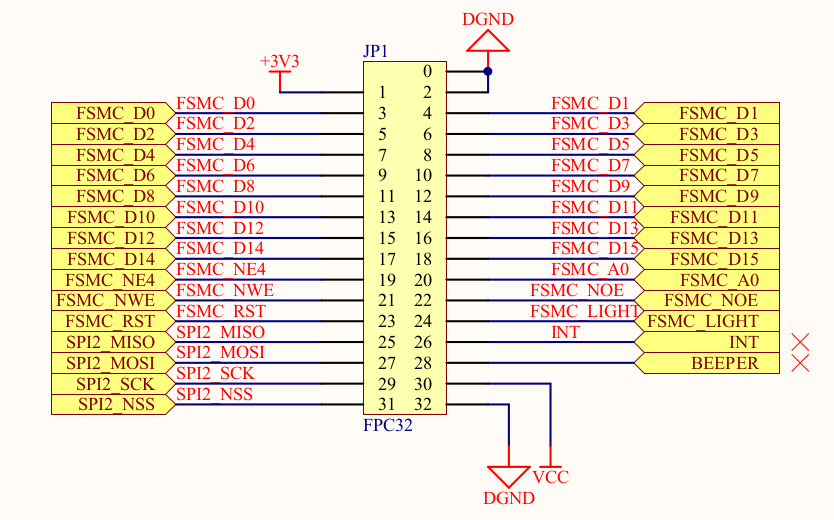 DGND
JP1
+3V3
0
1 2
FSMC_D0 FSMC_D0 3 4 FSMC_D1 FSMC_D1
FSMC_D2 FSMC_D2 5 6 FSMC_D3 FSMC_D3
FSMC_D4 FSMC_D4 7 8 FSMC_D5 FSMC_D5
FSMC_D6 FSMC_D6 9 10 FSMC_D7 FSMC_D7
FSMC_D8 FSMC_D8 11 12 FSMC_D9 FSMC_D9
FSMC_D10 FSMC_D10 13 14 FSMC_D11 FSMC_D11
FSMC_D12 FSMC_D12 15 16 FSMC_D13 FSMC_D13
FSMC_D14 FSMC_D14 17 18 FSMC_D15 FSMC_D15
FSMC_NE4 FSMC_NE4 19 20 FSMC_A0 FSMC_A0
FSMC_NWE FSMC_NWE 21 22 FSMC_NOE FSMC_NOE
FSMC_RST FSMC_RST 23 24 FSMC_LIGHT FSMC_LIGHT
SPI2_MISO SPI2_MISO 25 26 INT INT
SPI2_MOSI SPI2_MOSI 27 28 BEEPER
SPI2_SCK SPI2_SCK 29 30
SPI2_NSS SPI2_NSS 31 32
FPC32
VCC
DGND